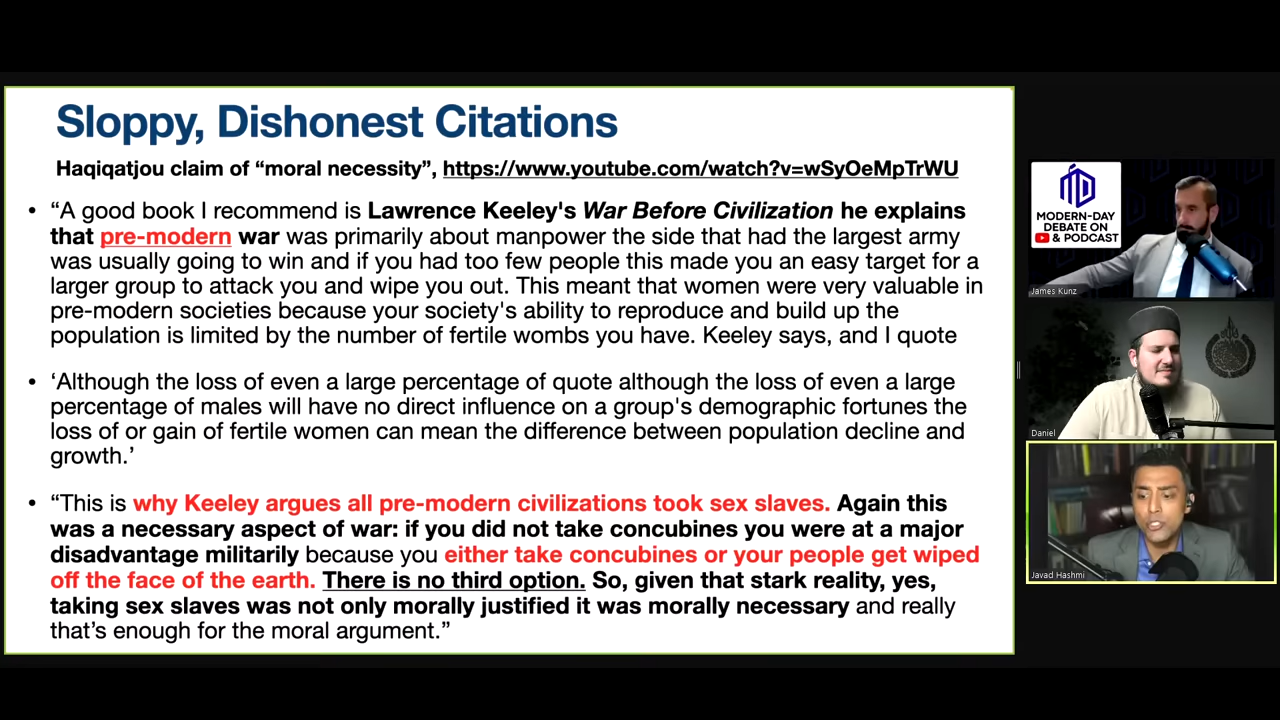 Sloppy, Dishonest Citations
Haqiqatjou claim of “moral necessity”, https://www.youtube.com/watch?v=wSyOeMpTrWU
• “A good book I recommend is Lawrence Keeley's War Before Civilization he explains
that pre-modern war was primarily about manpower the side that had the largest army
was usually going to win and if you had too few people this made you an easy target for a
larger group to attack you and wipe you out. This meant that women were very valuable in
pre-modern societies because your society's ability to reproduce and build up the
population is limited by the number of fertile wombs you have. Keeley says, and I quote
• ‘Although the loss of even a large percentage of quote although the loss of even a large
percentage of males will have no direct influence on a group's demographic fortunes the
loss of or gain of fertile women can mean the difference between population decline and
growth.’
• “This is why Keeley argues all pre-modern civilizations took sex slaves. Again this
was a necessary aspect of war: if you did not take concubines you were at a major
disadvantage militarily because you either take concubines or your people get wiped
off the face of the earth. There is no third option. So, given that stark reality, yes,
taking sex slaves was not only morally justified it was morally necessary and really
that’s enough for the moral argument.”
MODERN-DAY
DEBATE ON
& PODCAST
James Kunz
Daniel
Javad Hashmi